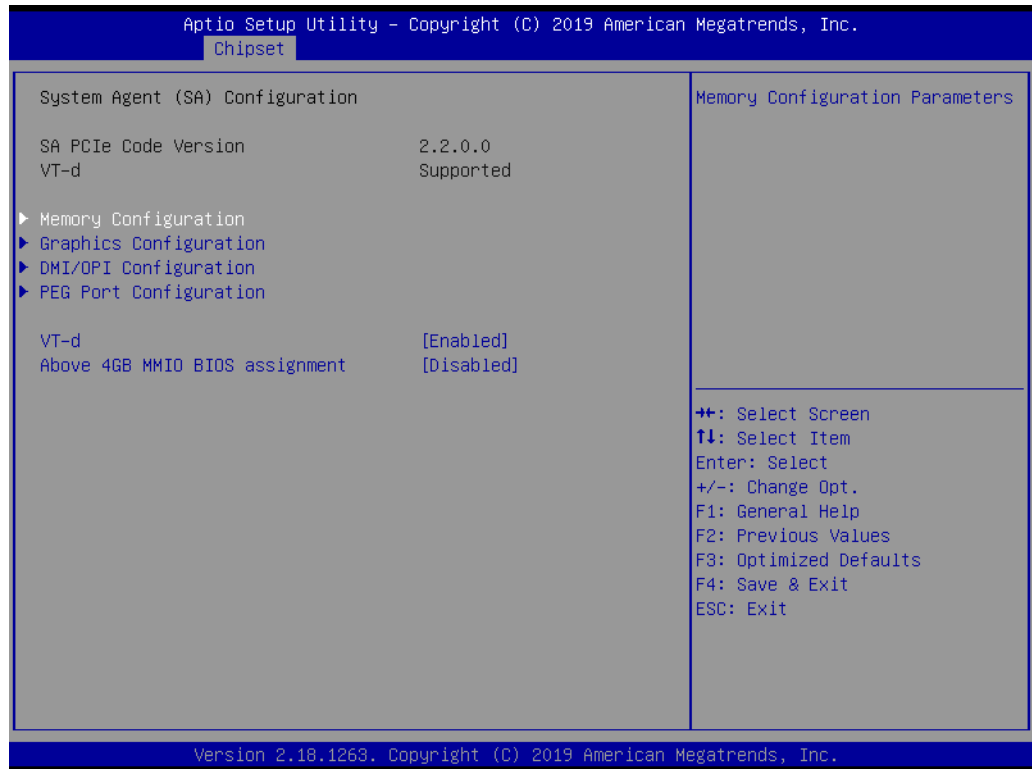 Aptio Setup Utility – Copyright (C) 2019 American Megatrends, Inc.
Chipset
System Agent (SA) Configuration
SA PCIe Code Version 2.2.0.0
VT-d Supported
▶ Memory Configuration
▶ Graphics Configuration
▶ DMI/OPI Configuration
▶ PEG Port Configuration
VT-d [Enabled]
Above 4GB MMIO BIOS assignment [Disabled]
Memory Configuration Parameters
→←: Select Screen
↑↓: Select Item
Enter: Select
+/-: Change Opt.
F1: General Help
F2: Previous Values
F3: Optimized Defaults
F4: Save & Exit
ESC: Exit
Version 2.18.1263. Copyright (C) 2019 American Megatrends, Inc.